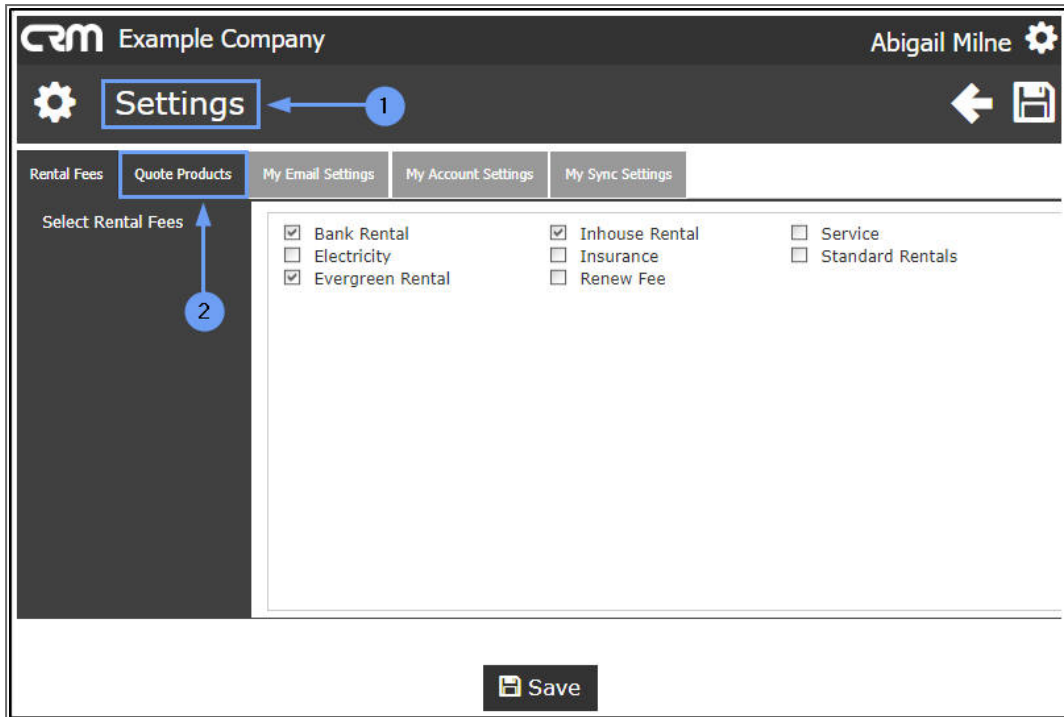 CRM Example Company Abigail Milne
Settings 1
Rental Fees Quote Products My Email Settings My Account Settings My Sync Settings
Select Rental Fees
Bank Rental Inhouse Rental Service
Electricity Insurance Standard Rentals
Evergreen Rental Renew Fee
2
Save